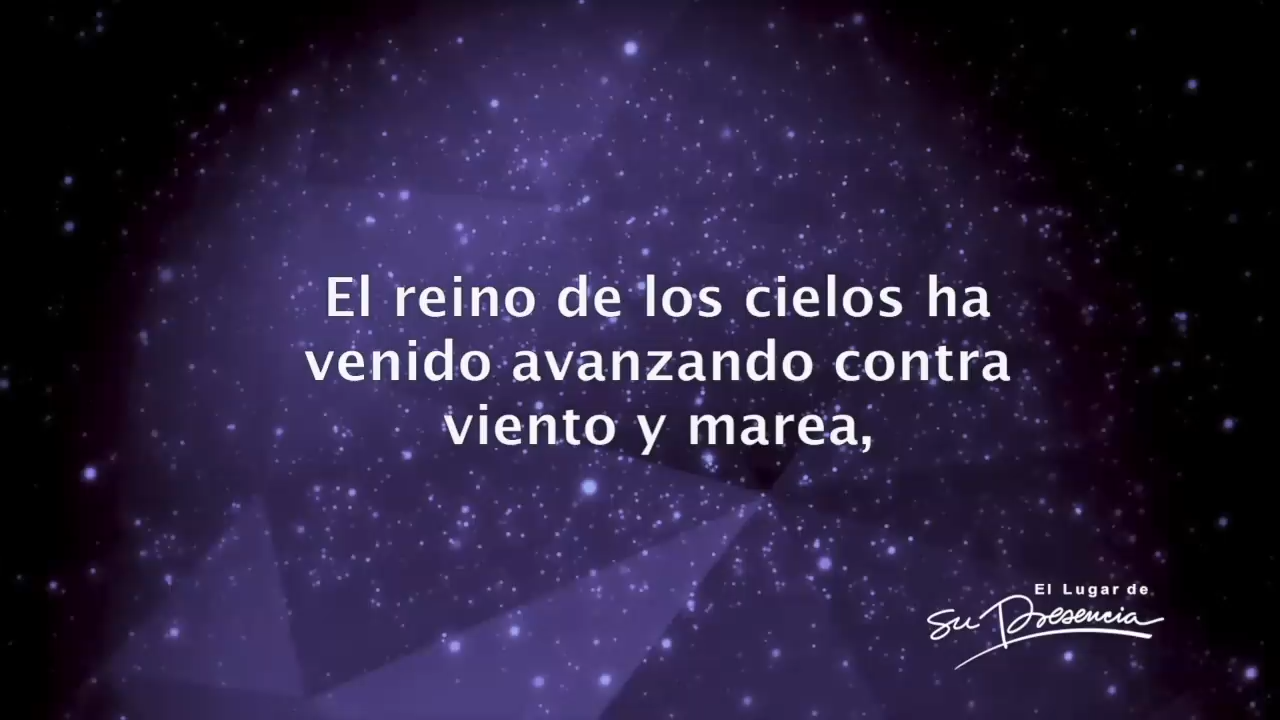 El reino de los cielos ha
venido avanzando contra
viento y marea,
El Lugar de
Su Presencia